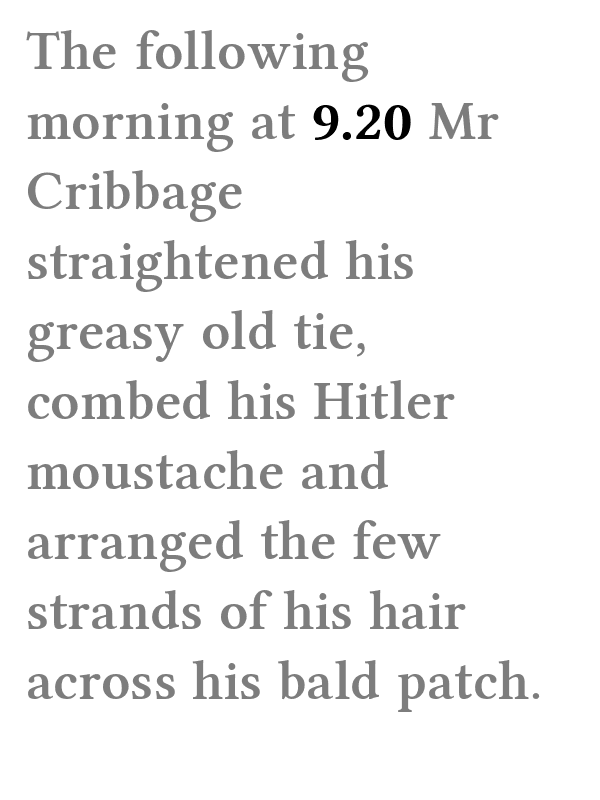 The following
morning at 9.20 Mr
Cribbage
straightened his
greasy old tie,
combed his Hitler
moustache and
arranged the few
strands of his hair
across his bald patch.